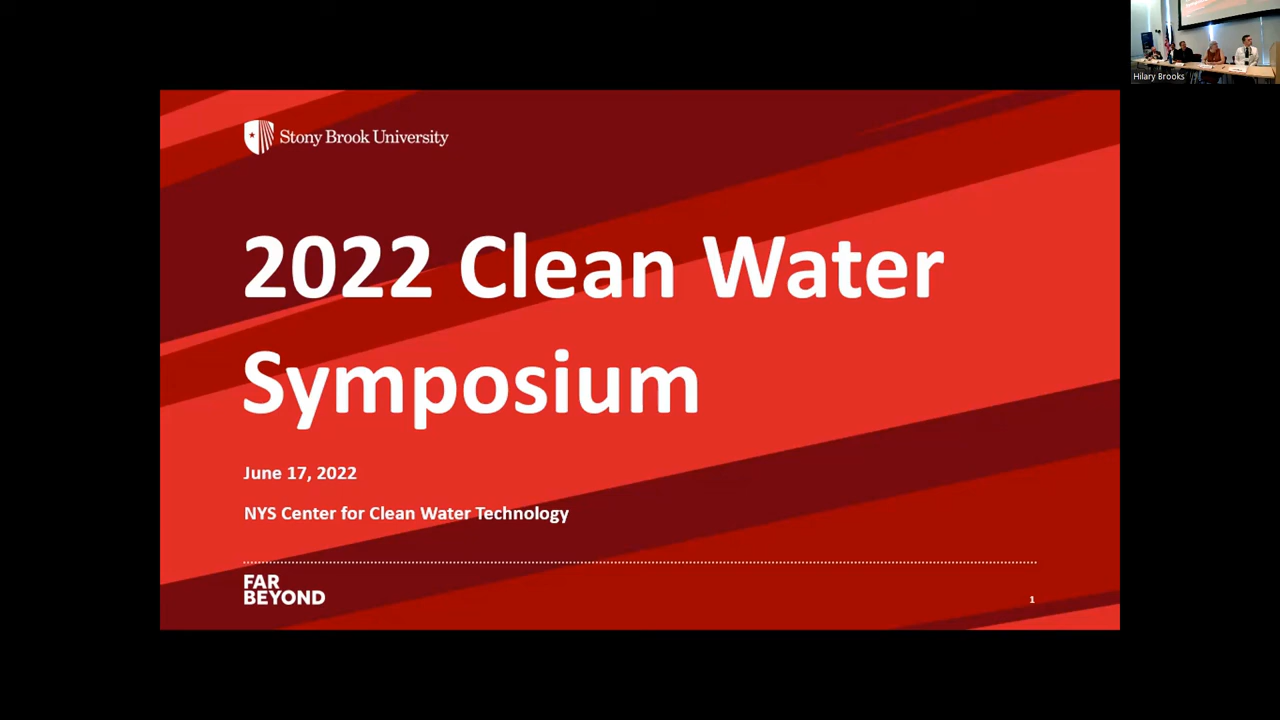 Hilary Brooks
Stony Brook University
2022 Clean Water
Symposium
June 17, 2022
NYS Center for Clean Water Technology
FAR
BEYOND
1